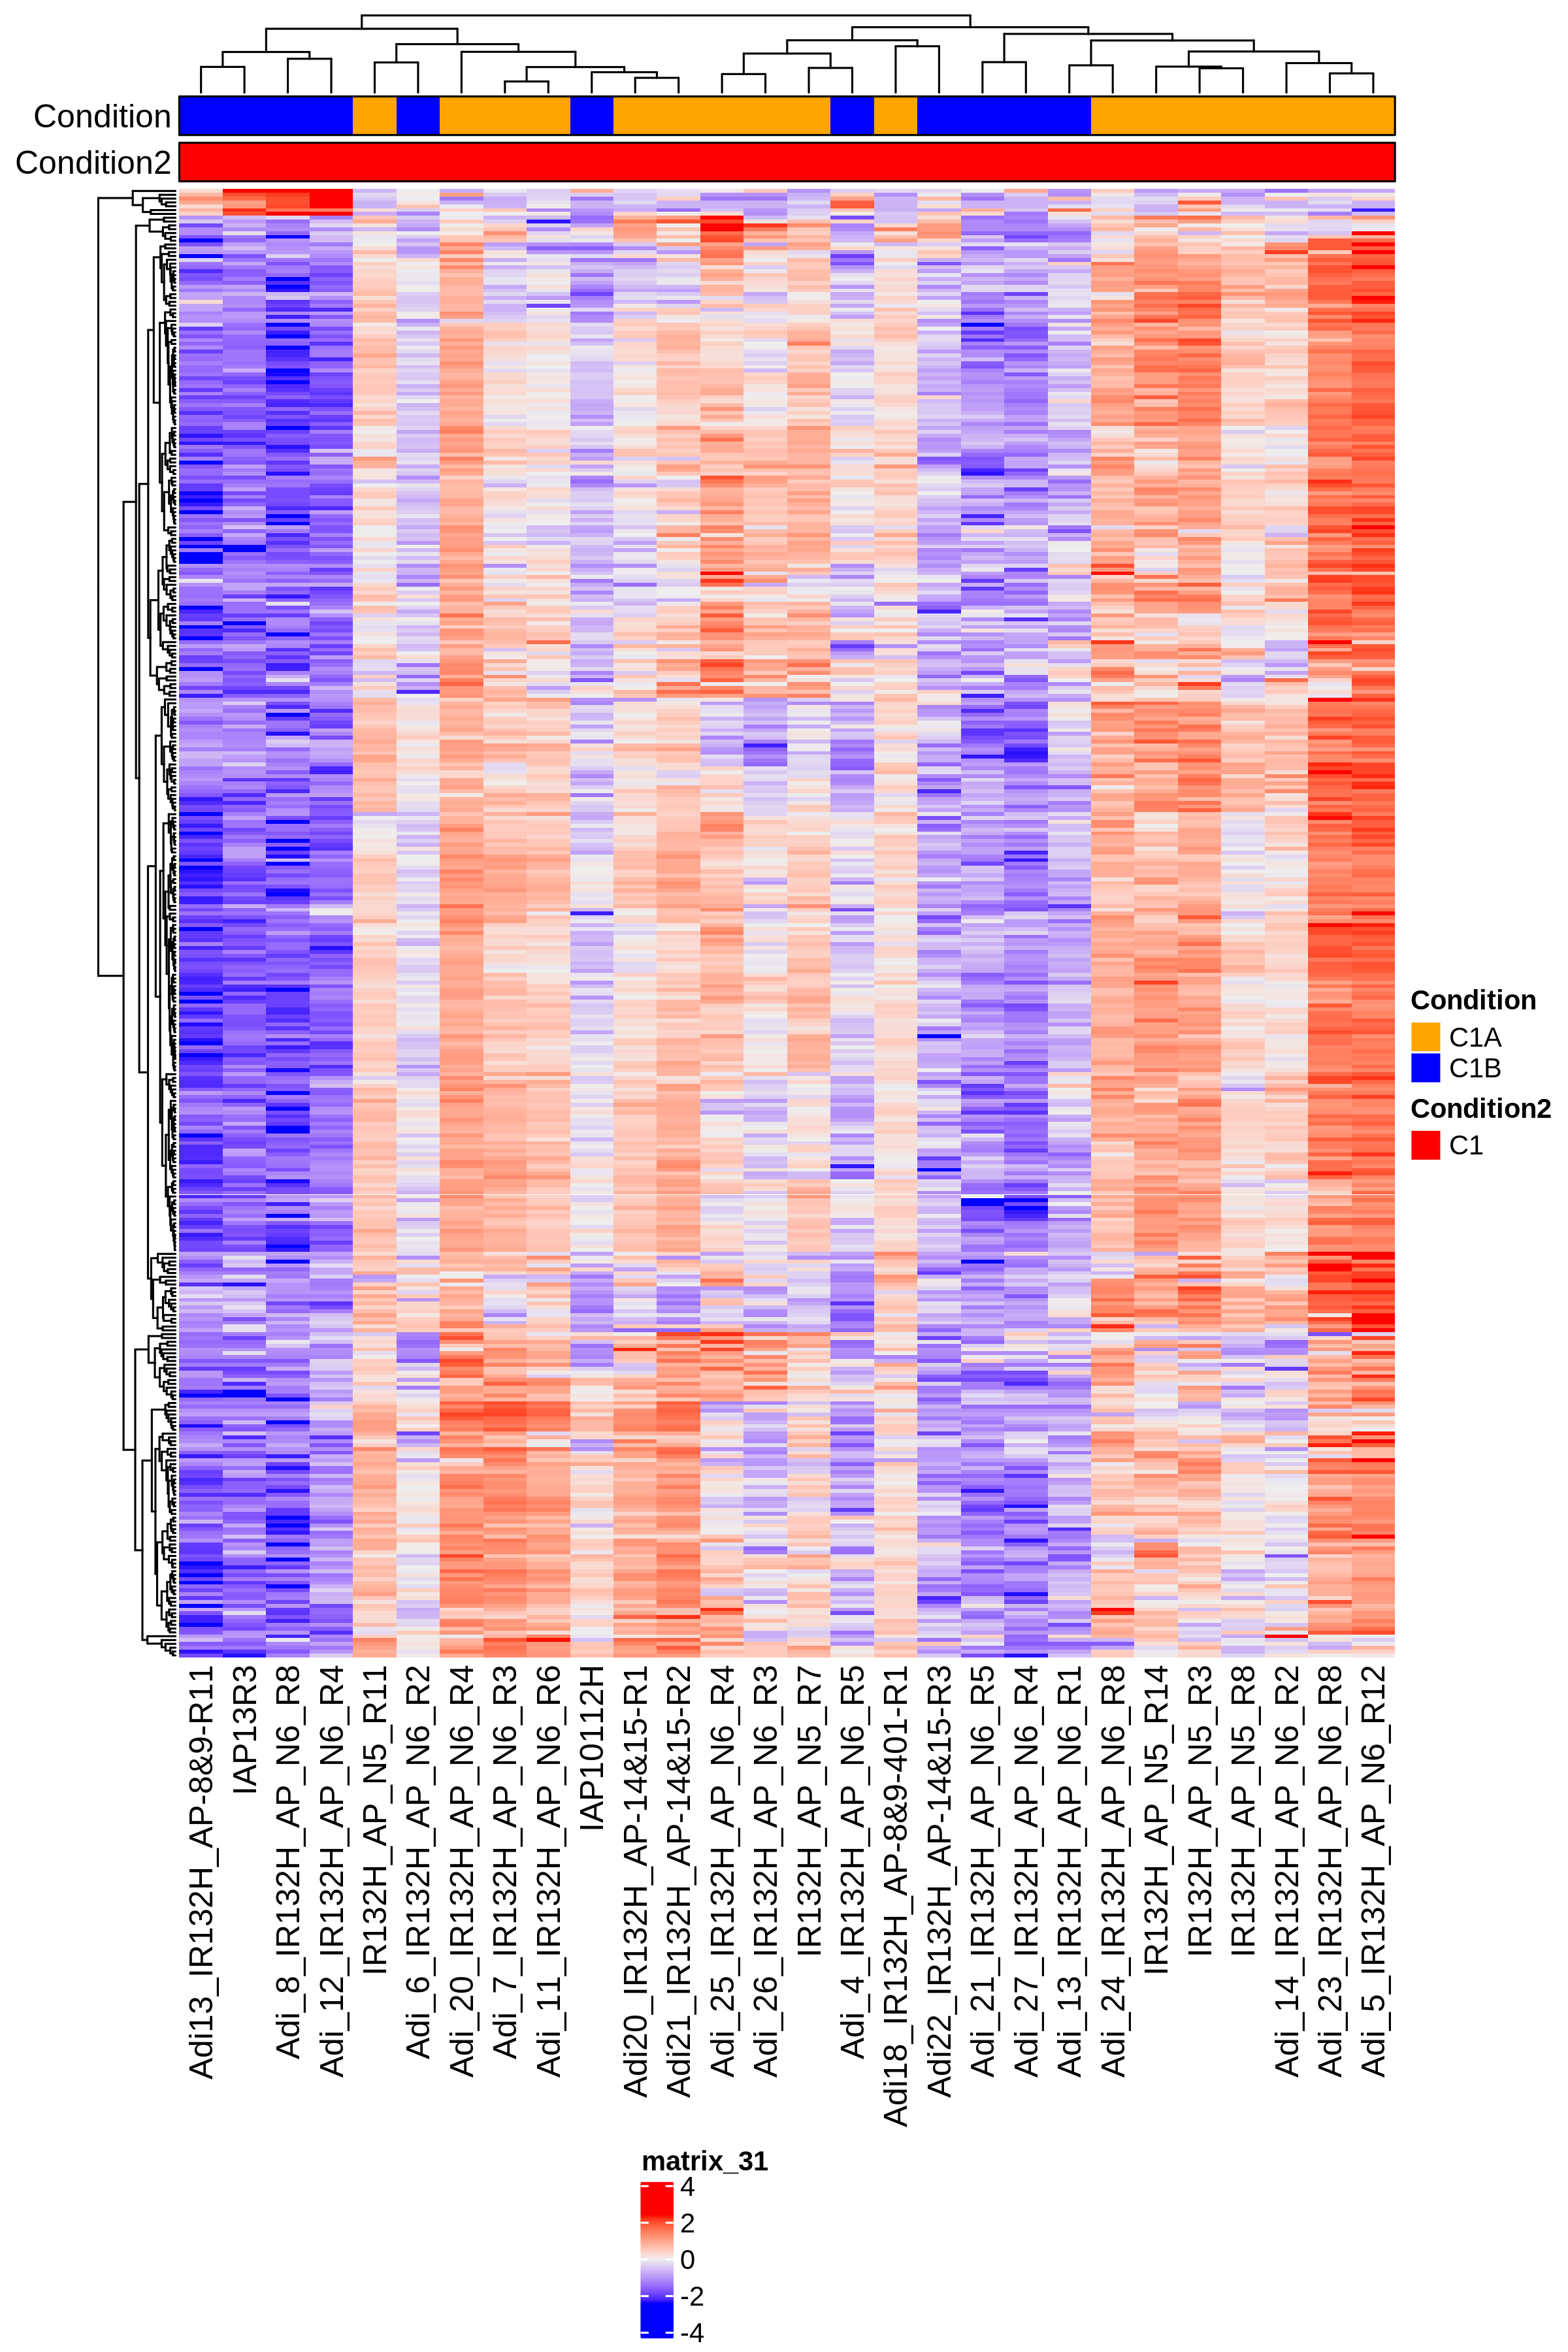 Condition
Condition2
Condition
C1A
C1B
Condition2
C1
Adi13_IR132H_AP-8&9-R11
IAP13R3
Adi_8_IR132H_AP_N6_R8
Adi_12_IR132H_AP_N6_R4
IR132H_AP_N5_R11
Adi_6_IR132H_AP_N6_R2
Adi_20_IR132H_AP_N6_R4
Adi_7_IR132H_AP_N6_R3
Adi_11_IR132H_AP_N6_R6
IAP10112H
Adi20_IR132H_AP-14&15-R1
Adi21_IR132H_AP-14&15-R2
Adi_25_IR132H_AP_N6_R4
Adi_26_IR132H_AP_N6_R3
IR132H_AP_N5_R7
Adi_4_IR132H_AP_N6_R5
Adi18_IR132H_AP-8&9-401-R1
Adi22_IR132H_AP-14&15-R3
Adi_21_IR132H_AP_N6_R5
Adi_27_IR132H_AP_N6_R4
Adi_13_IR132H_AP_N6_R1
Adi_24_IR132H_AP_N6_R8
IR132H_AP_N5_R14
IR132H_AP_N5_R3
IR132H_AP_N5_R8
Adi_14_IR132H_AP_N6_R2
Adi_23_IR132H_AP_N6_R8
Adi_5_IR132H_AP_N6_R12
matrix_31
4
2
0
-2
-4